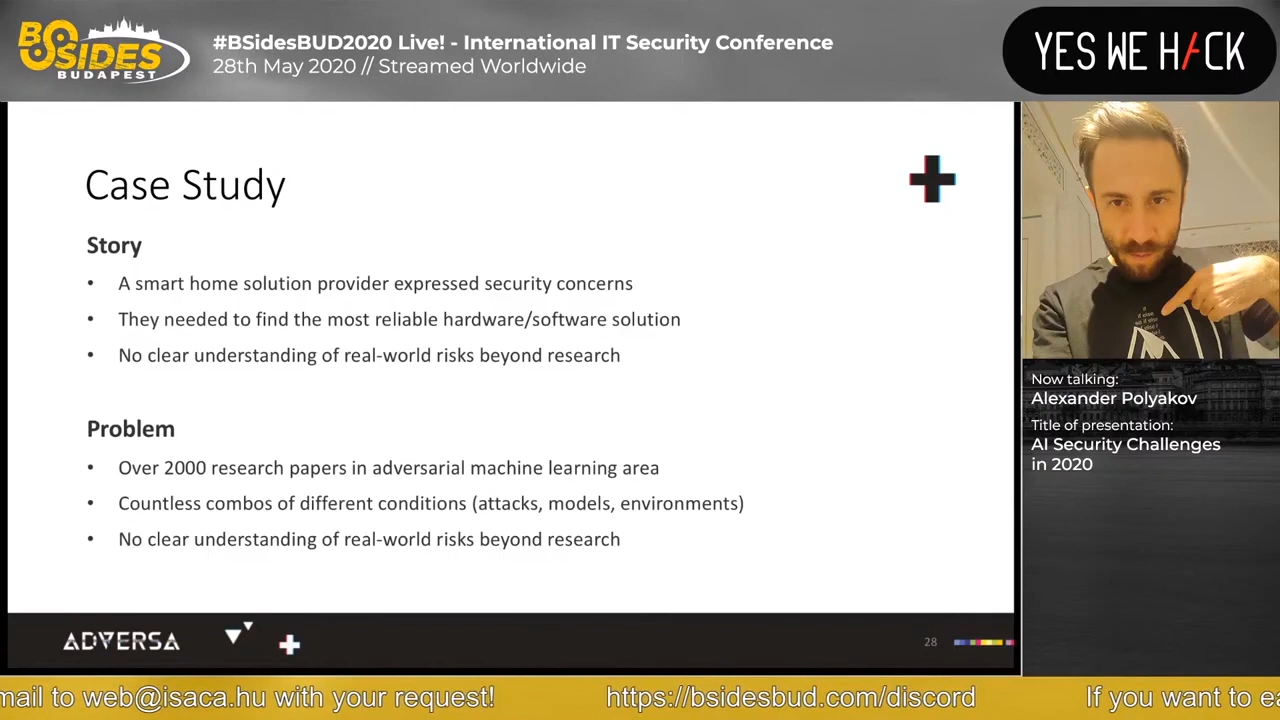 BSIDES
BUDAPEST
#BSidesBUD2020 Live! - International IT Security Conference
28th May 2020 // Streamed Worldwide
YES WE H/CK
Case Study
Story
• A smart home solution provider expressed security concerns
• They needed to find the most reliable hardware/software solution
• No clear understanding of real-world risks beyond research
Problem
• Over 2000 research papers in adversarial machine learning area
• Countless combos of different conditions (attacks, models, environments)
• No clear understanding of real-world risks beyond research
ADVERSA
28
Now talking:
Alexander Polyakov
Title of presentation:
AI Security Challenges
in 2020
mail to web@isaca.hu with your request! https://bsidesbud.com/discord If you want to ea